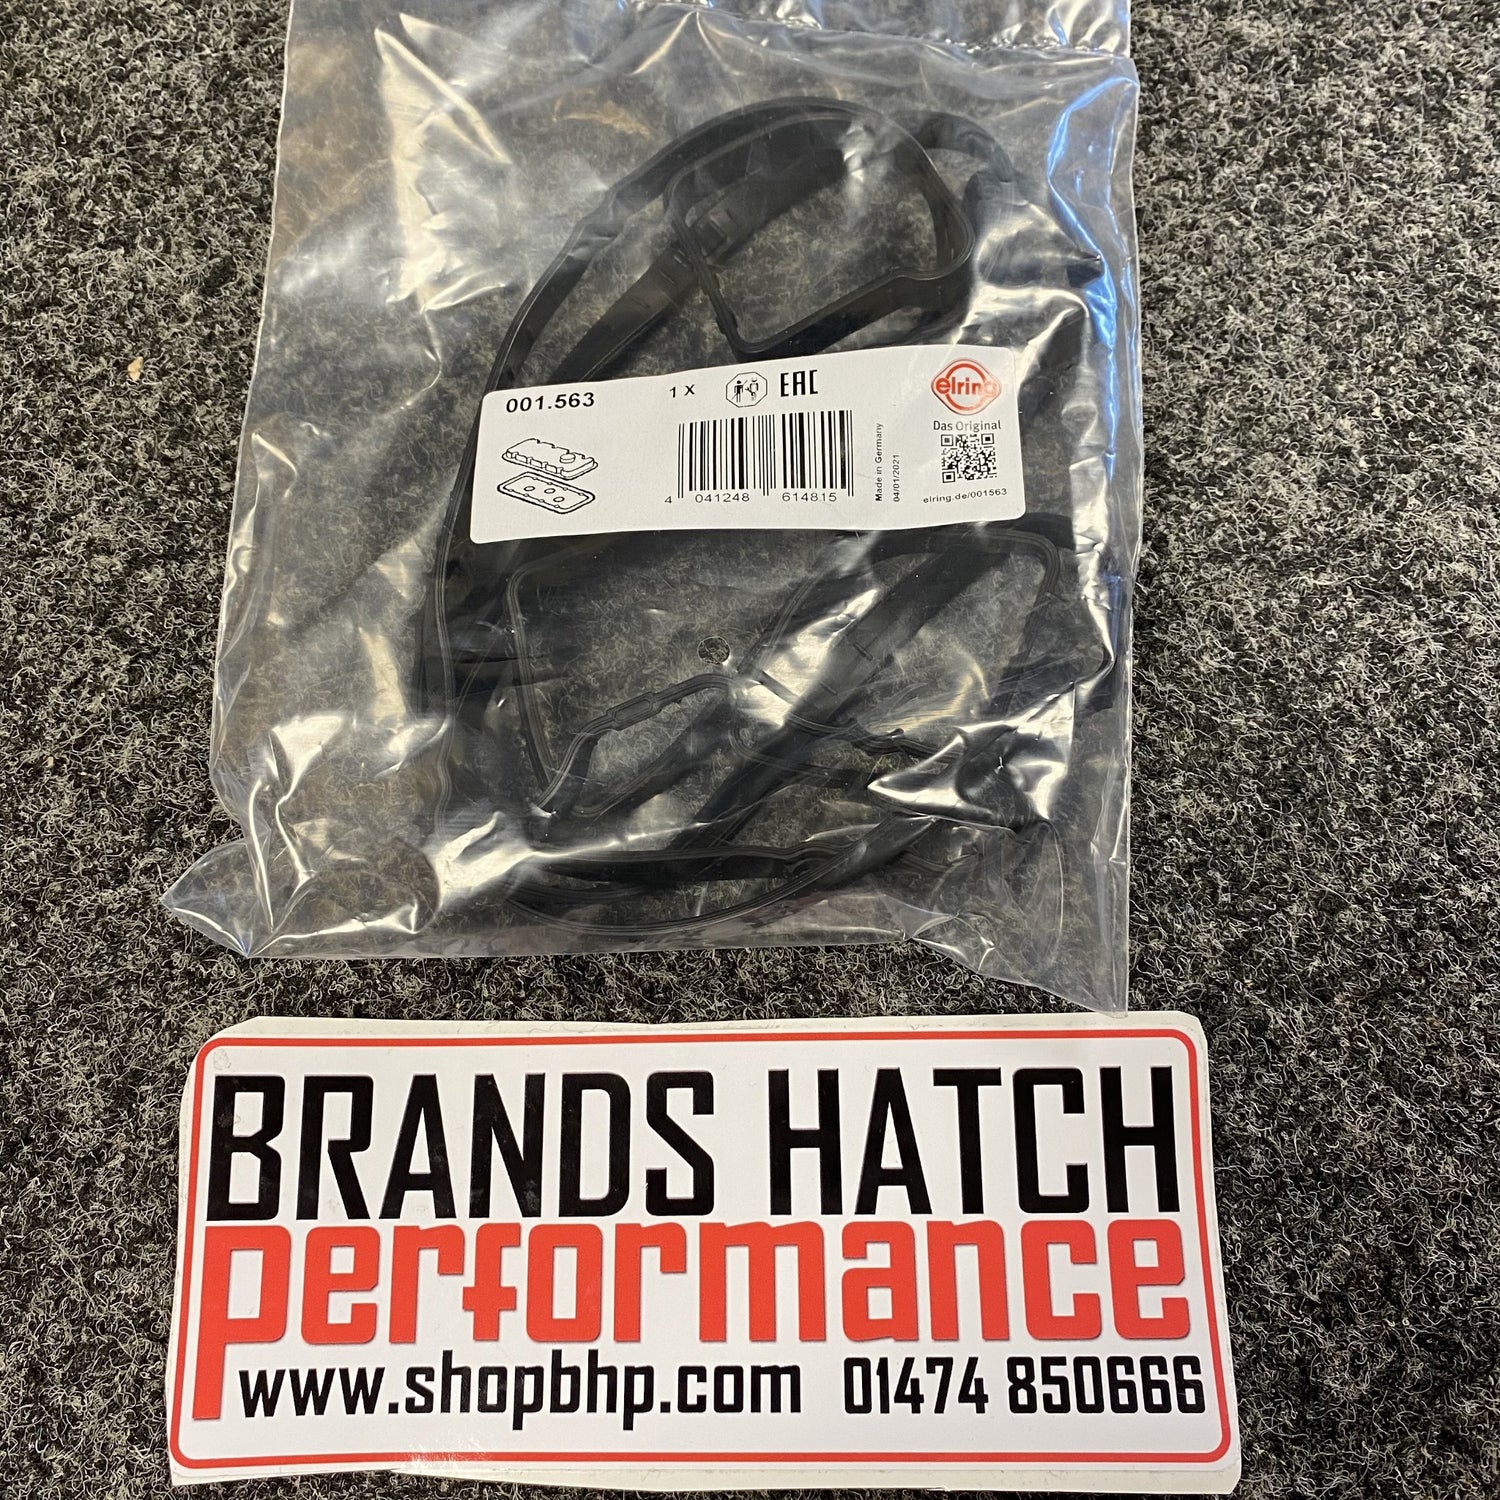 001.563
1 X
EAC
elring
Das Original
4 041248 614815
Made in Germany
04/01/2021
elring.de/001563
BRANDS HATCH
performance
www.shopbhp.com 01474 850666